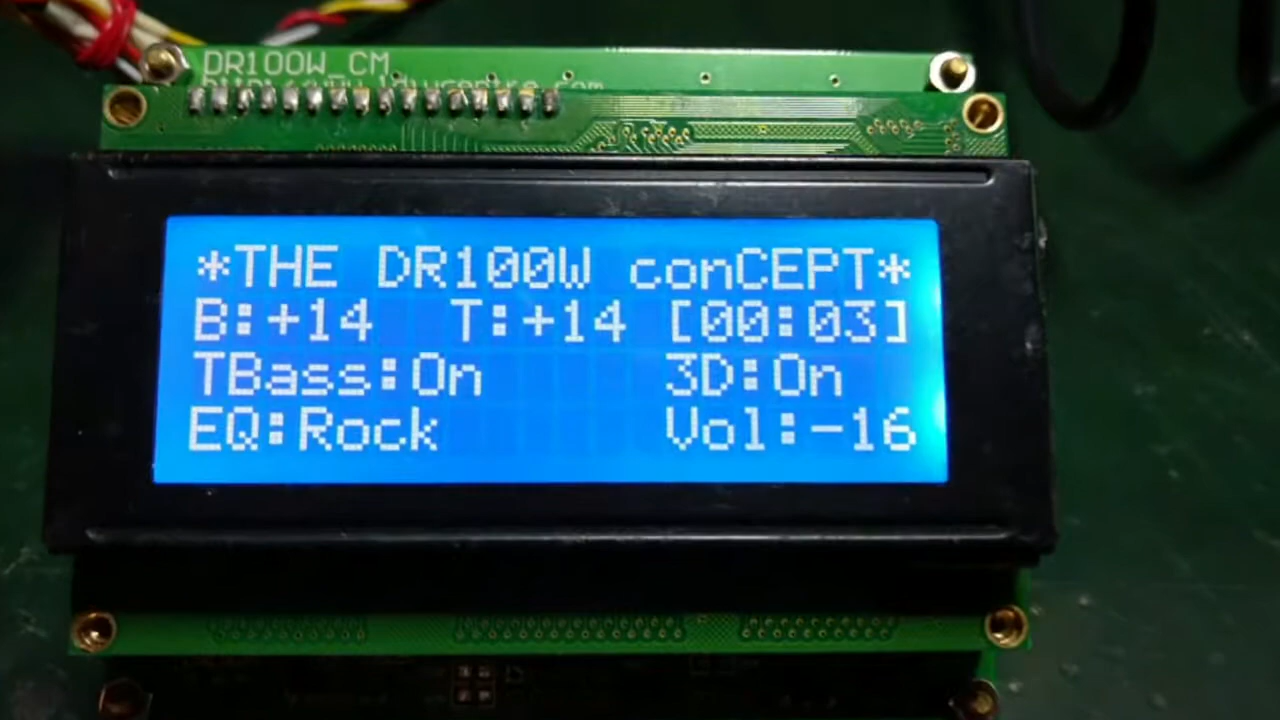 DR100W_CM
*THE DR100W conCEPT*
B:+14 T:+14 [00:03]
TBass:On 3D:On
EQ:Rock Vol:-16